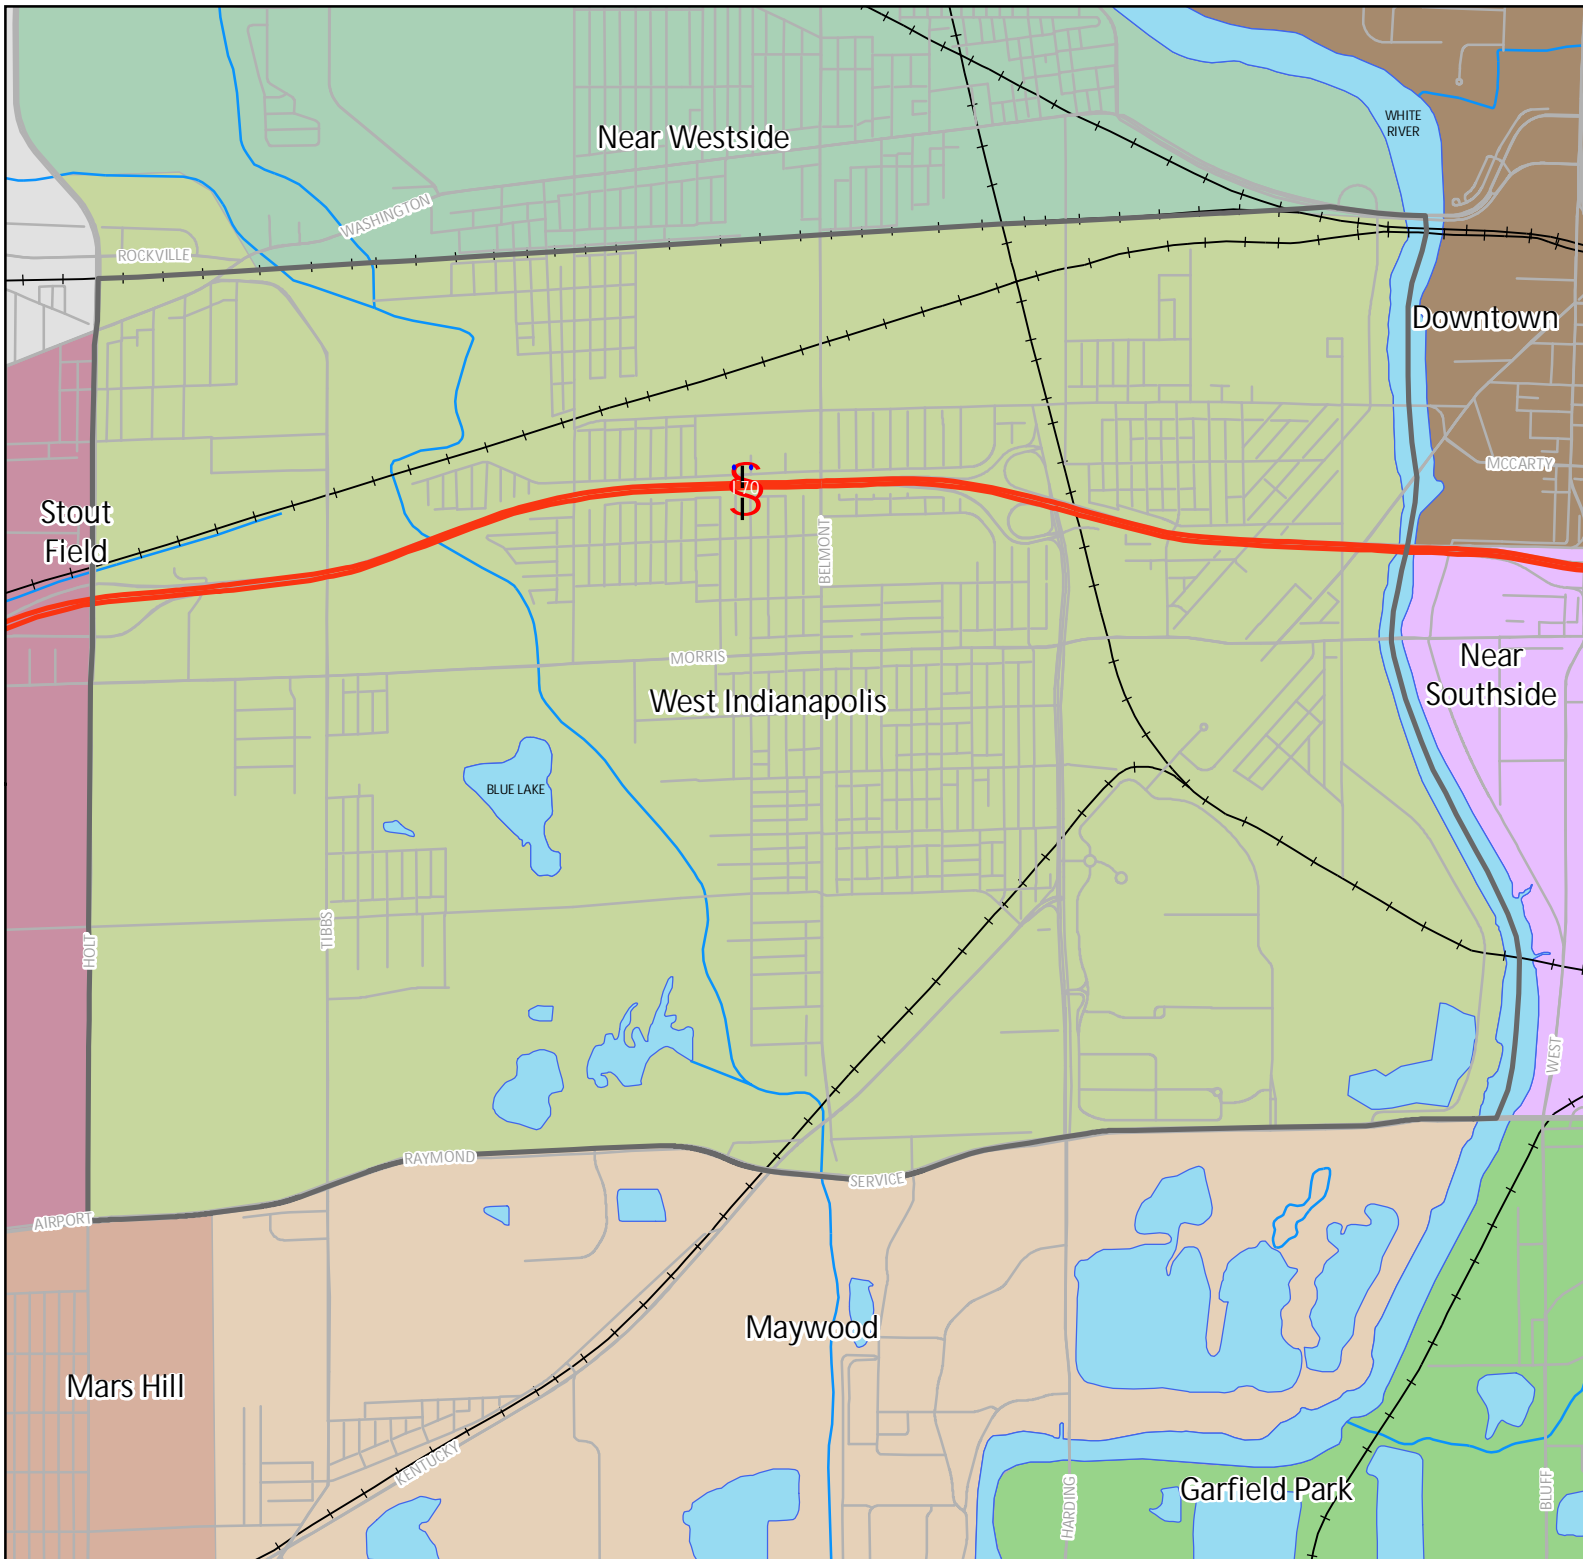 WHITE
RIVER
Near Westside
WASHINGTON
ROCKVILLE
Downtown
MCCARTY
I 70
Stout
Field
BELMONT
MORRIS
Near
Southside
West Indianapolis
BLUE LAKE
TIBBS
HOLT
WEST
RAYMOND
SERVICE
AIRPORT
Maywood
Mars Hill
KENTUCKY
Garfield Park
HARDING
BLUFF